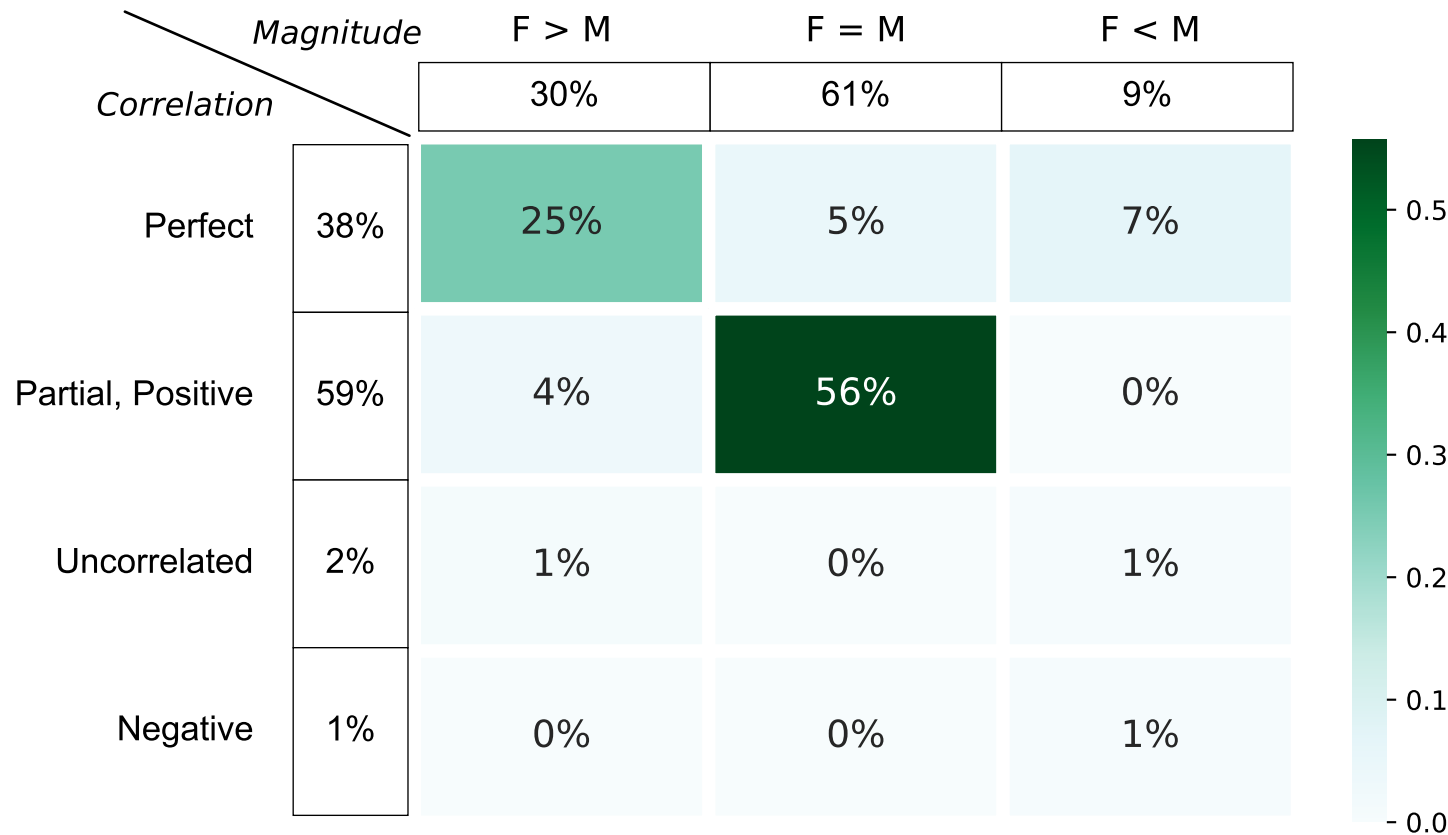 Magnitude F > M F = M F < M
Correlation 30% 61% 9%
Perfect 38% 25% 5% 7%
Partial, Positive 59% 4% 56% 0%
Uncorrelated 2% 1% 0% 1%
Negative 1% 0% 0% 1%
0.5
0.4
0.3
0.2
0.1
0.0